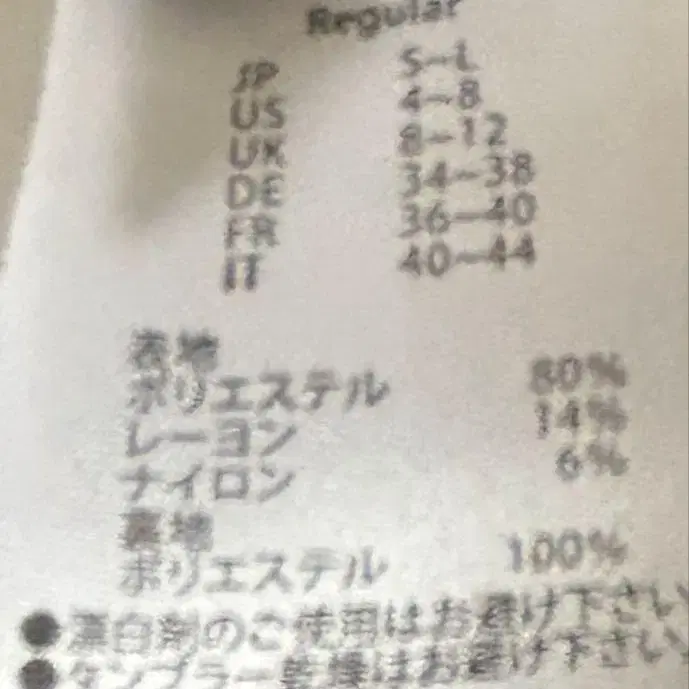 Regular
JP S-L
US 4-8
UK 8-12
DE 34-38
FR 36-40
IT 40-44
表地
ポリエステル 80%
レーヨン 14%
ナイロン 6%
裏地
ポリエステル 100%
●漂白剤のご使用はお避け下さい
●タンブラー乾燥はお避け下さい